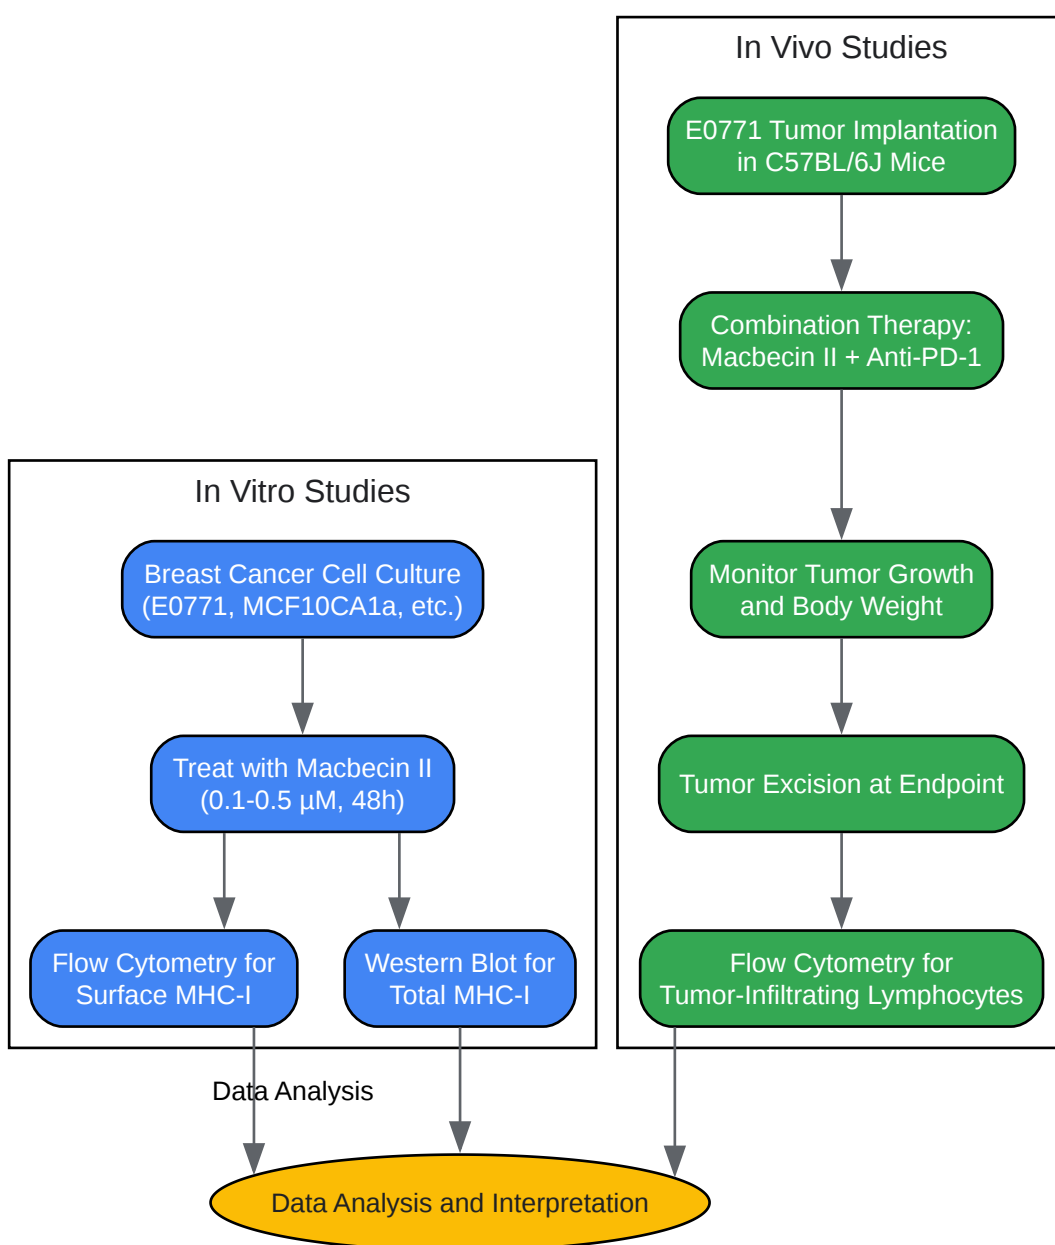 In Vivo Studies
E0771 Tumor Implantation
in C57BL/6J Mice
Combination Therapy:
Macbecin II + Anti-PD-1
Monitor Tumor Growth
and Body Weight
Tumor Excision at Endpoint
Flow Cytometry for
Tumor-Infiltrating Lymphocytes
In Vitro Studies
Breast Cancer Cell Culture
(E0771, MCF10CA1a, etc.)
Treat with Macbecin II
(0.1-0.5 µM, 48h)
Flow Cytometry for
Surface MHC-I
Western Blot for
Total MHC-I
Data Analysis
Data Analysis and Interpretation